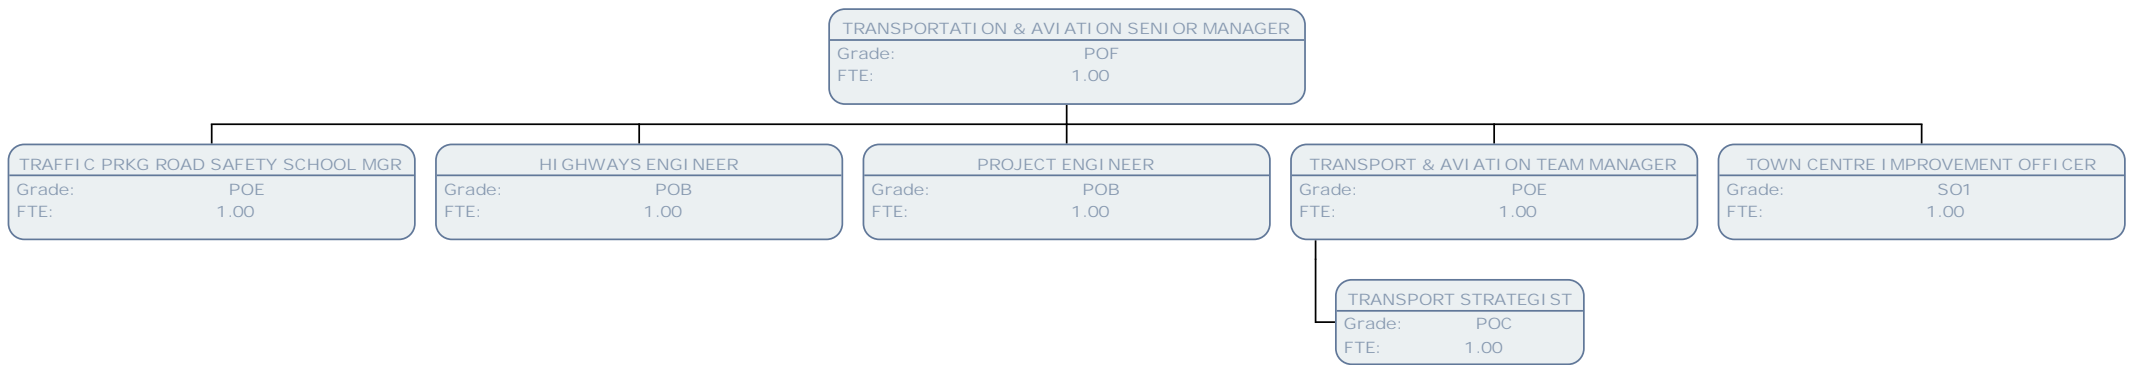 TRANSPORTATION & AVIATION SENIOR MANAGER
Grade: POF
FTE: 1.00
TRAFFIC PRKG ROAD SAFETY SCHOOL MGR
Grade: POE
FTE: 1.00
HIGHWAYS ENGINEER
Grade: POB
FTE: 1.00
PROJECT ENGINEER
Grade: POB
FTE: 1.00
TRANSPORT & AVIATION TEAM MANAGER
Grade: POE
FTE: 1.00
TOWN CENTRE IMPROVEMENT OFFICER
Grade: SO1
FTE: 1.00
TRANSPORT STRATEGIST
Grade: POC
FTE: 1.00